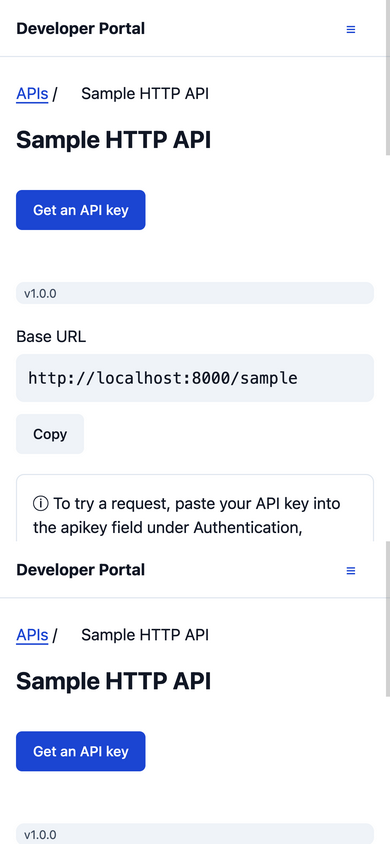 Developer Portal ≡
APIs / Sample HTTP API
Sample HTTP API
Get an API key
v1.0.0
Base URL
http://localhost:8000/sample
Copy
ⓘ To try a request, paste your API key into
the apikey field under Authentication,
Developer Portal ≡
APIs / Sample HTTP API
Sample HTTP API
Get an API key
v1.0.0